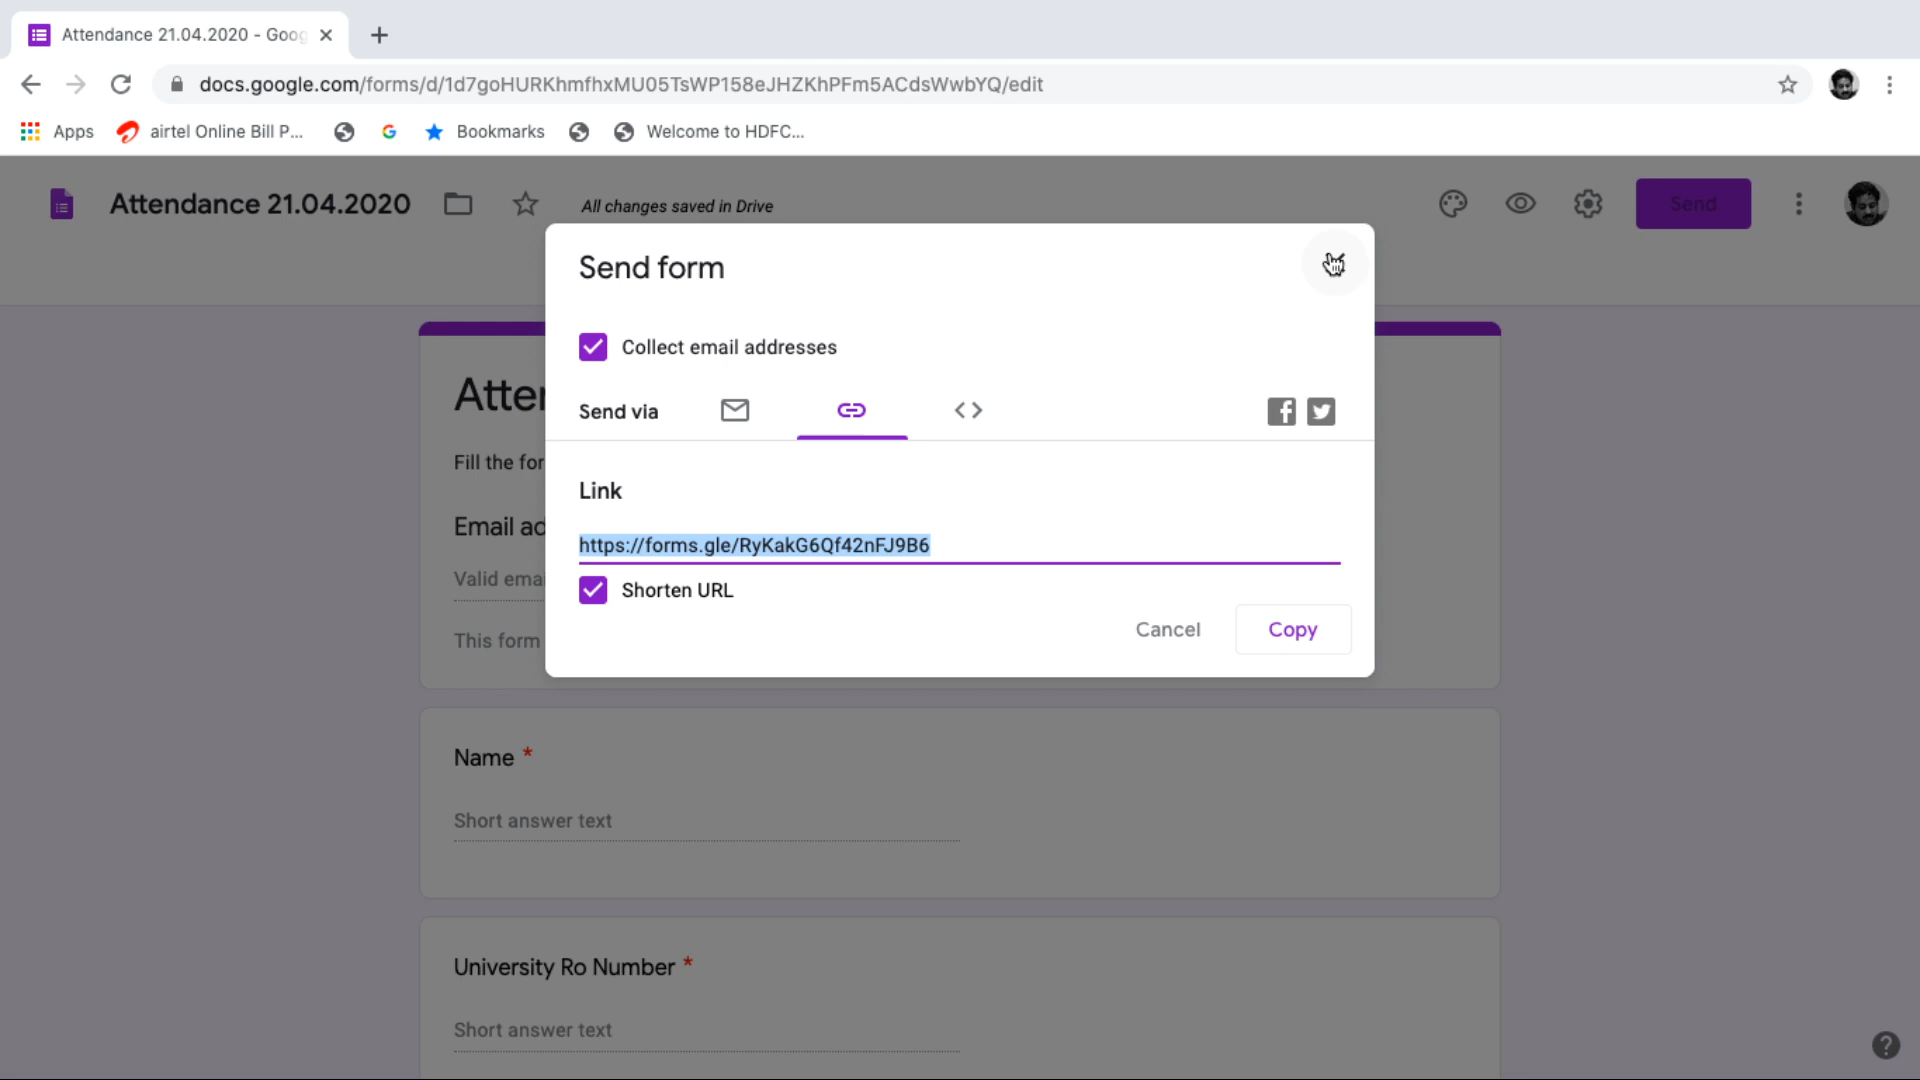 Attendance 21.04.2020 - Goog
docs.google.com/forms/d/1d7goHURKhmfhxMU05TsWP158eJHZKhPFm5ACdsWwbYQ/edit
Apps airtel Online Bill P... Bookmarks Welcome to HDFC...
Attendance 21.04.2020 All changes saved in Drive Send
Send form
Collect email addresses
Atte
Send via
Fill the for
Link
Email ad
https://forms.gle/RyKakG6Qf42nFJ9B6
Valid emai
Shorten URL
Cancel Copy
This form
Name *
Short answer text
University Ro Number *
Short answer text